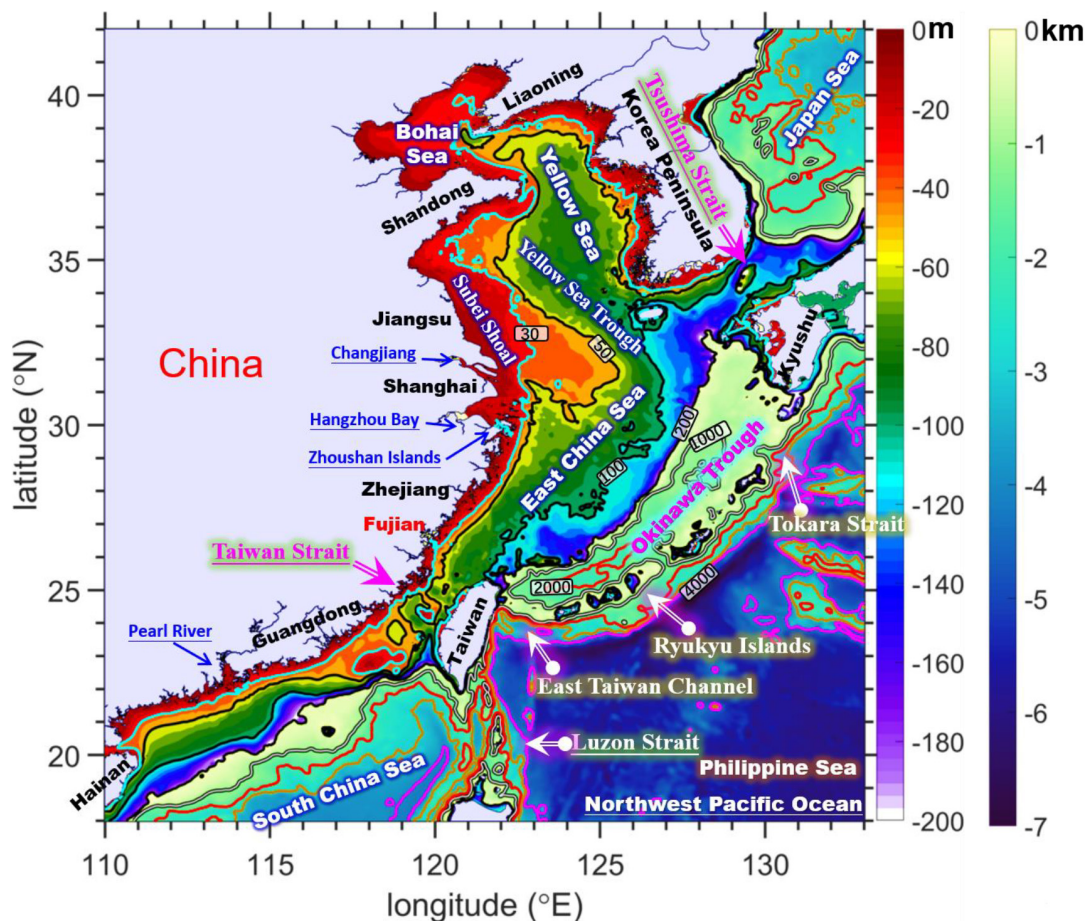 0 m
0 km
40
35
30
25
20
latitude (°N)
110
115
120
125
130
longitude (°E)
-20
-40
-60
-80
-100
-120
-140
-160
-180
-200
-1
-2
-3
-4
-5
-6
-7
Liaoning
Bohai
Sea
Shandong
Yellow Sea
Korea Peninsula
Tsushima Strait
Japan Sea
Yellow Sea Trough
Subei Shoal
Jiangsu
30
50
Kyushu
China
Changjiang
Shanghai
Hangzhou Bay
Zhoushan Islands
East China Sea
200
1000
100
Zhejiang
Okinawa Trough
Tokara Strait
Fujian
Taiwan Strait
2000
4000
Guangdong
Pearl River
Taiwan
Ryukyu Islands
East Taiwan Channel
Luzon Strait
Hainan
South China Sea
Philippine Sea
Northwest Pacific Ocean